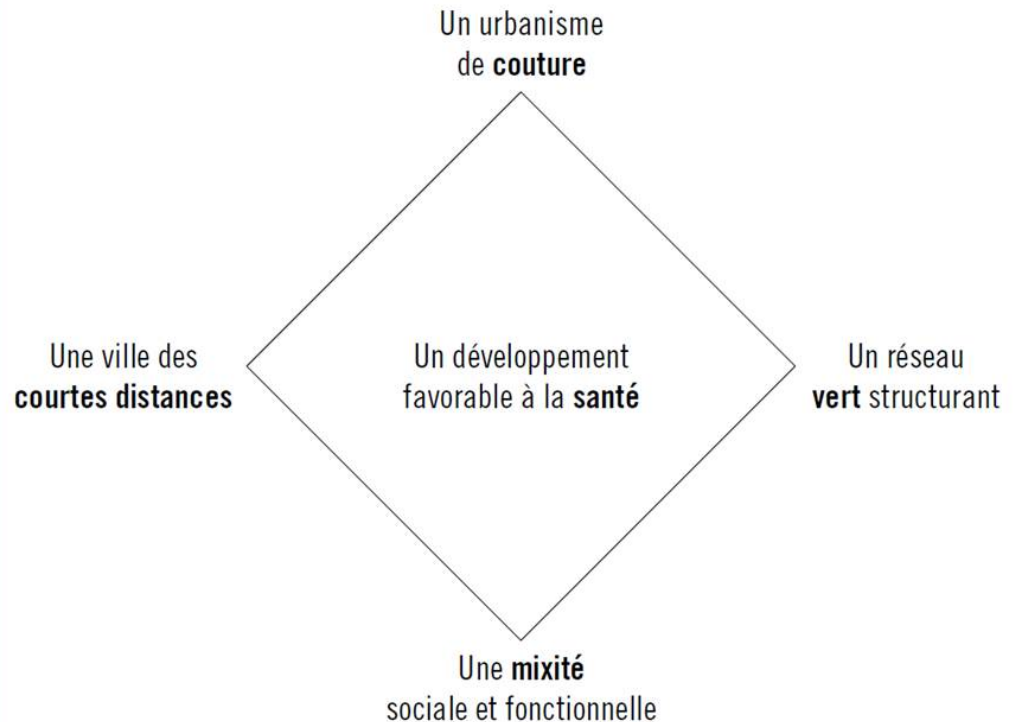 Un urbanisme
de couture
Une ville des
courtes distances
Un développement
favorable à la santé
Un réseau
vert structurant
Une mixité
sociale et fonctionnelle